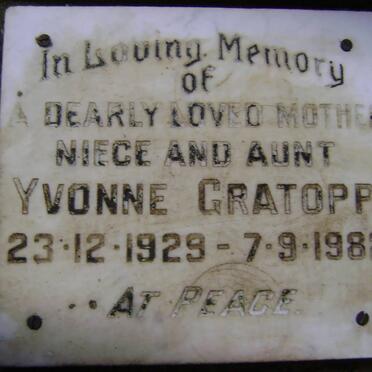 In Loving Memory
of
A DEARLY LOVED MOTHE
NIECE AND AUNT
YVONNE GRATOPP
23·12·1929 - 7·9·198
·· AT PEACE.